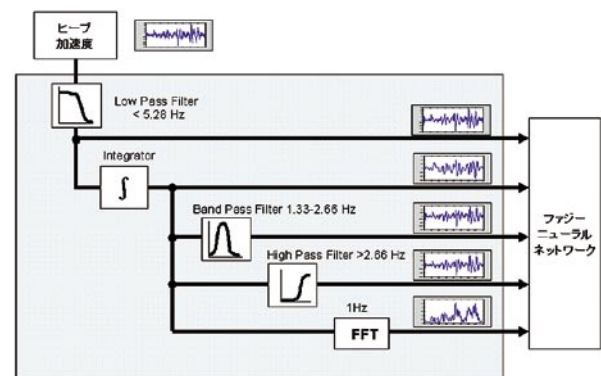 ヒーブ
加速度
Low Pass Filter
< 5.28 Hz
Integrator
∫
Band Pass Filter 1.33-2.66 Hz
High Pass Filter >2.66 Hz
1Hz
FFT
ファジー
ニューラル
ネットワーク